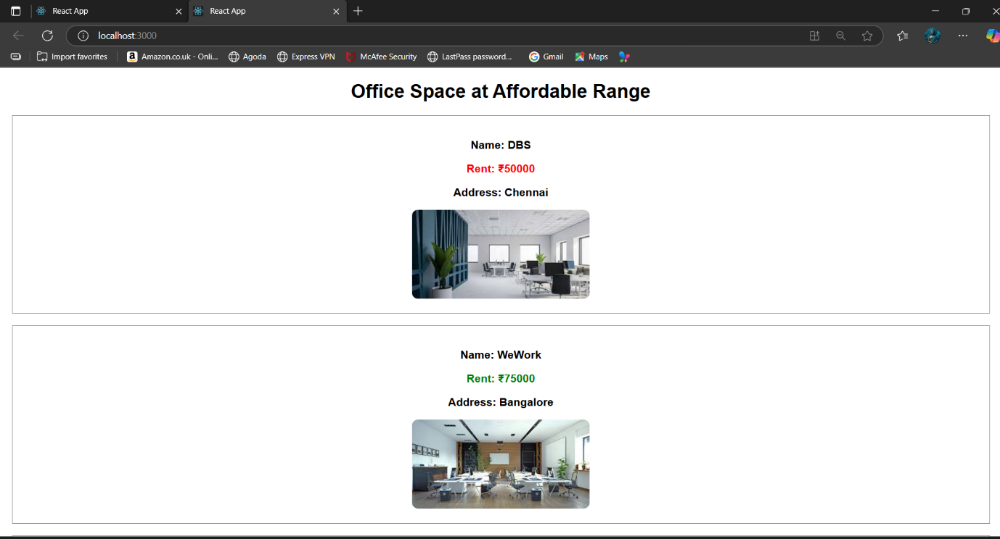 React App
React App
localhost:3000
Import favorites
Amazon.co.uk - Onli...
Agoda
Express VPN
McAfee Security
LastPass password...
Gmail
Maps
Office Space at Affordable Range
Name: DBS
Rent: ₹50000
Address: Chennai
Name: WeWork
Rent: ₹75000
Address: Bangalore